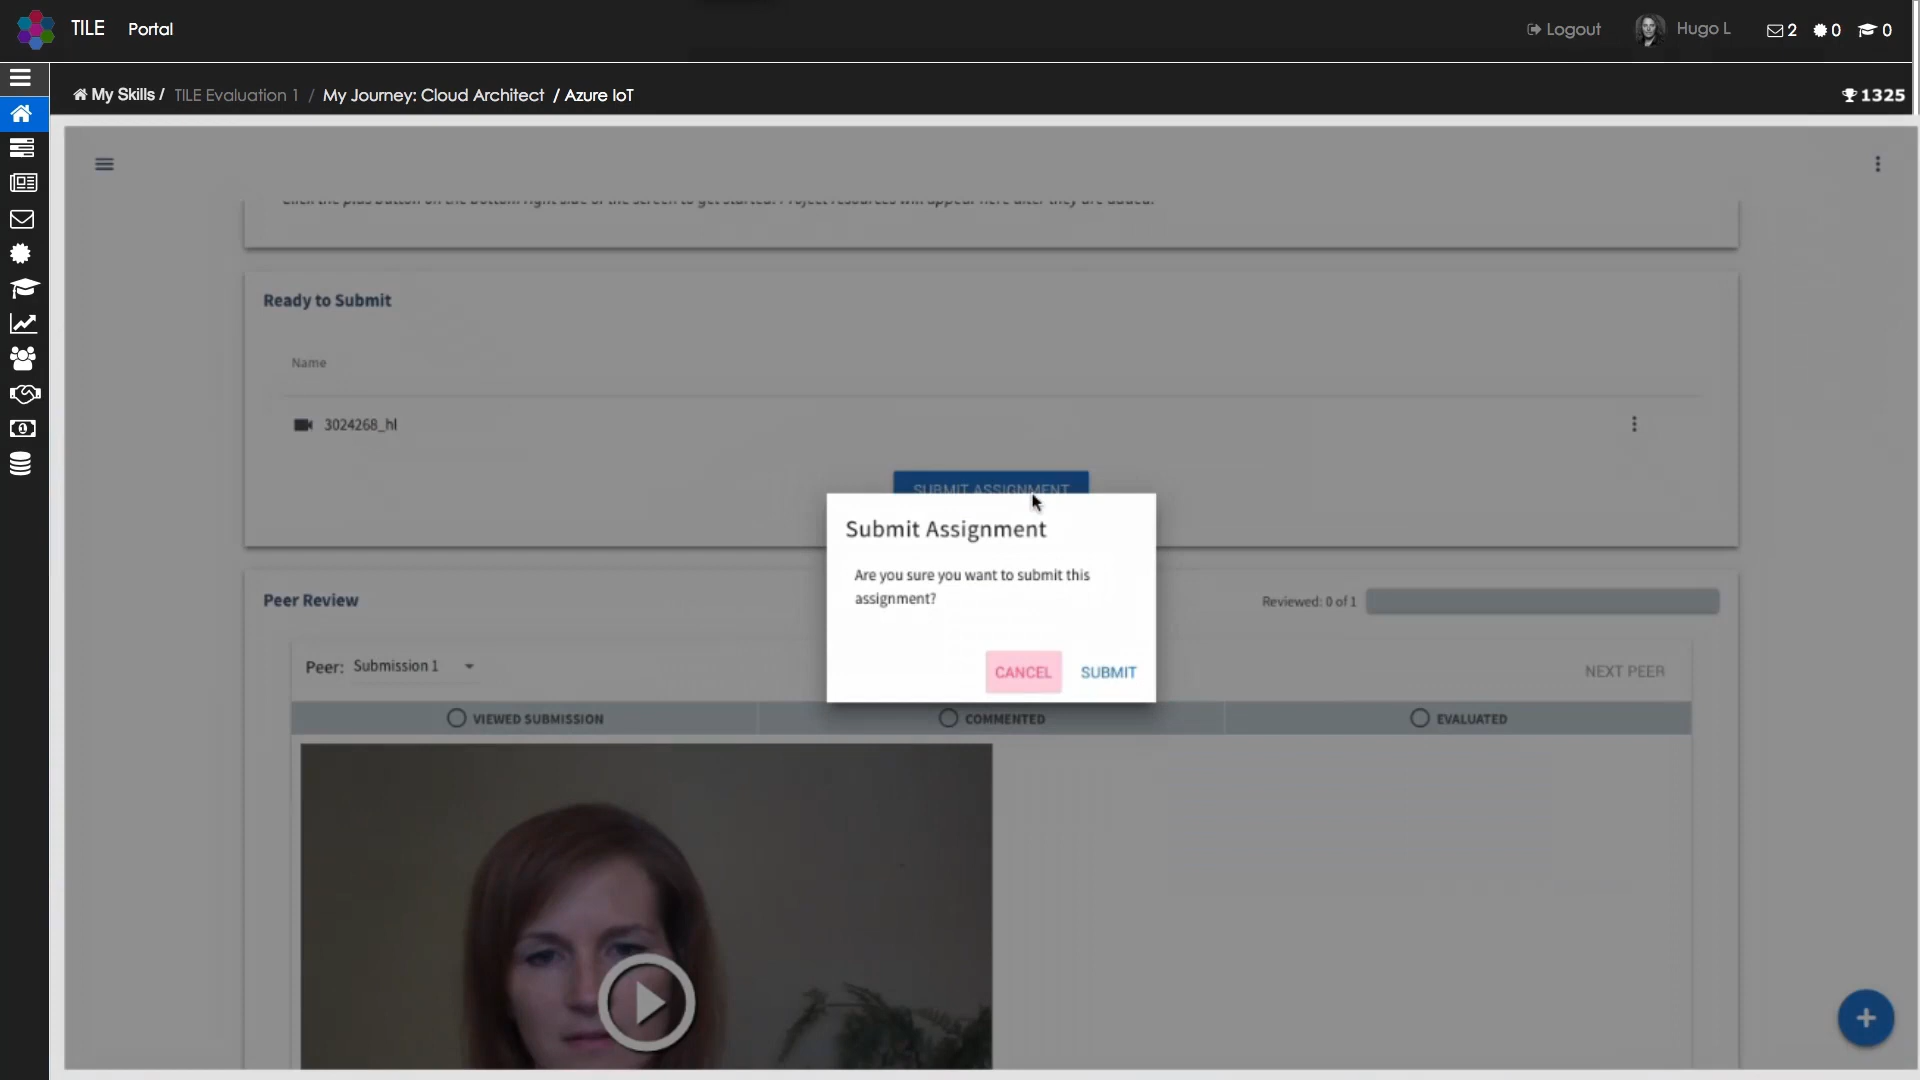 TILE Portal
Logout Hugo L 2 0 0
My Skills / TILE Evaluation 1 / My Journey: Cloud Architect / Azure IoT
1325
Click the plus button on the bottom right side of the screen to get started. Project resources will appear here after they are added.
Ready to Submit
Name
3024268_hl
SUBMIT ASSIGNMENT
Submit Assignment
Are you sure you want to submit this
assignment?
CANCEL SUBMIT
Peer Review
Reviewed: 0 of 1
Peer: Submission 1
NEXT PEER
VIEWED SUBMISSION COMMENTED EVALUATED